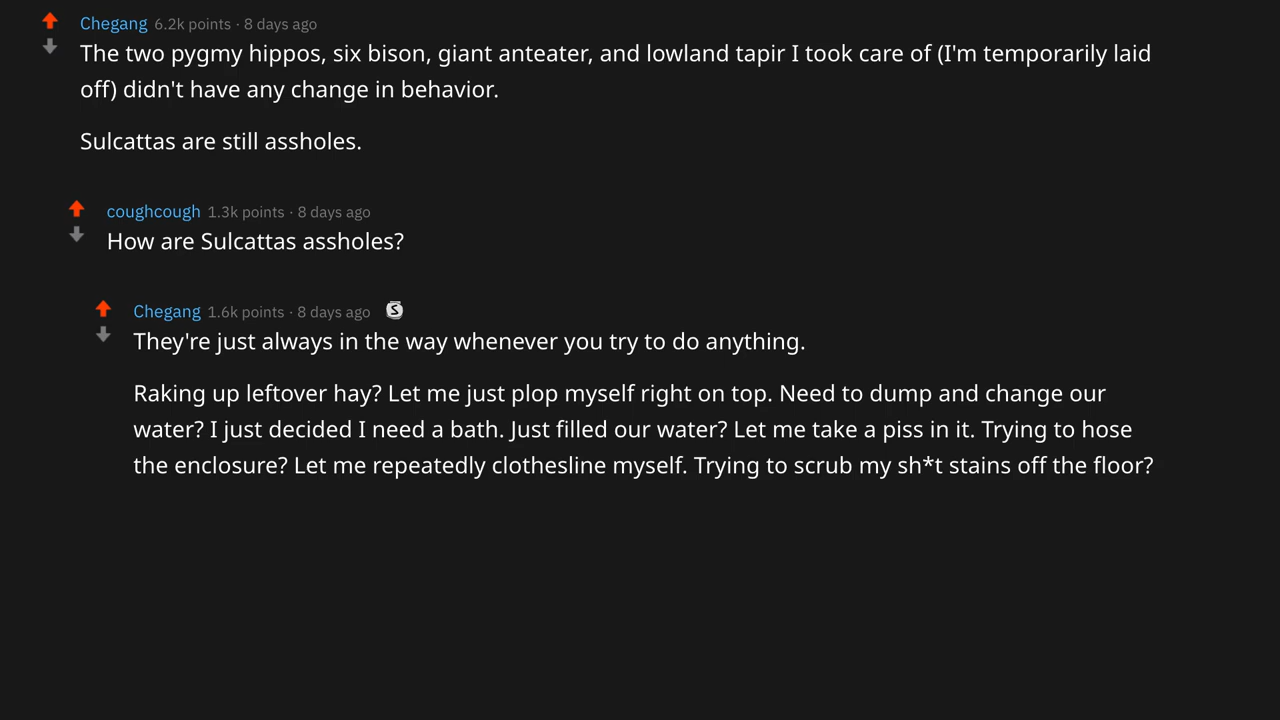 Chegang 6.2k points · 8 days ago
The two pygmy hippos, six bison, giant anteater, and lowland tapir I took care of (I'm temporarily laid
off) didn't have any change in behavior.
Sulcattas are still assholes.
coughcough 1.3k points · 8 days ago
How are Sulcattas assholes?
Chegang 1.6k points · 8 days ago S
They're just always in the way whenever you try to do anything.
Raking up leftover hay? Let me just plop myself right on top. Need to dump and change our
water? I just decided I need a bath. Just filled our water? Let me take a piss in it. Trying to hose
the enclosure? Let me repeatedly clothesline myself. Trying to scrub my sh*t stains off the floor?